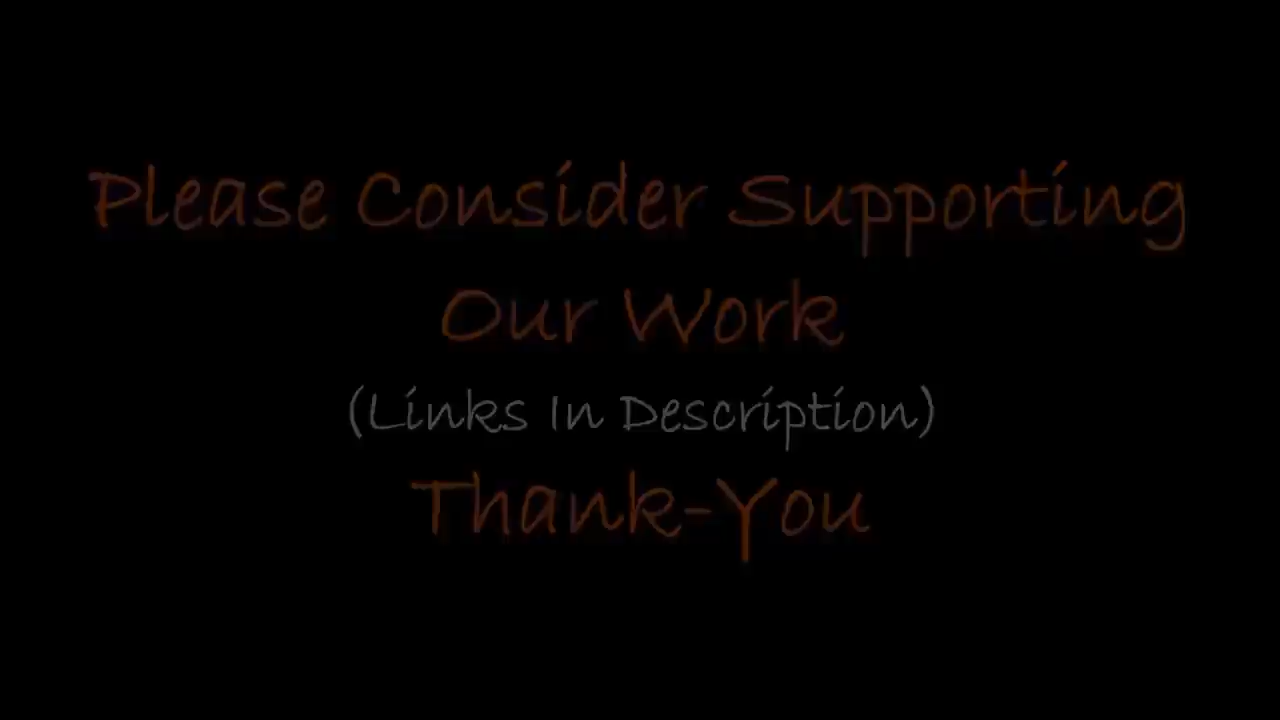 Please Consider Supporting
Our Work
(Links In Description)
Thank-You